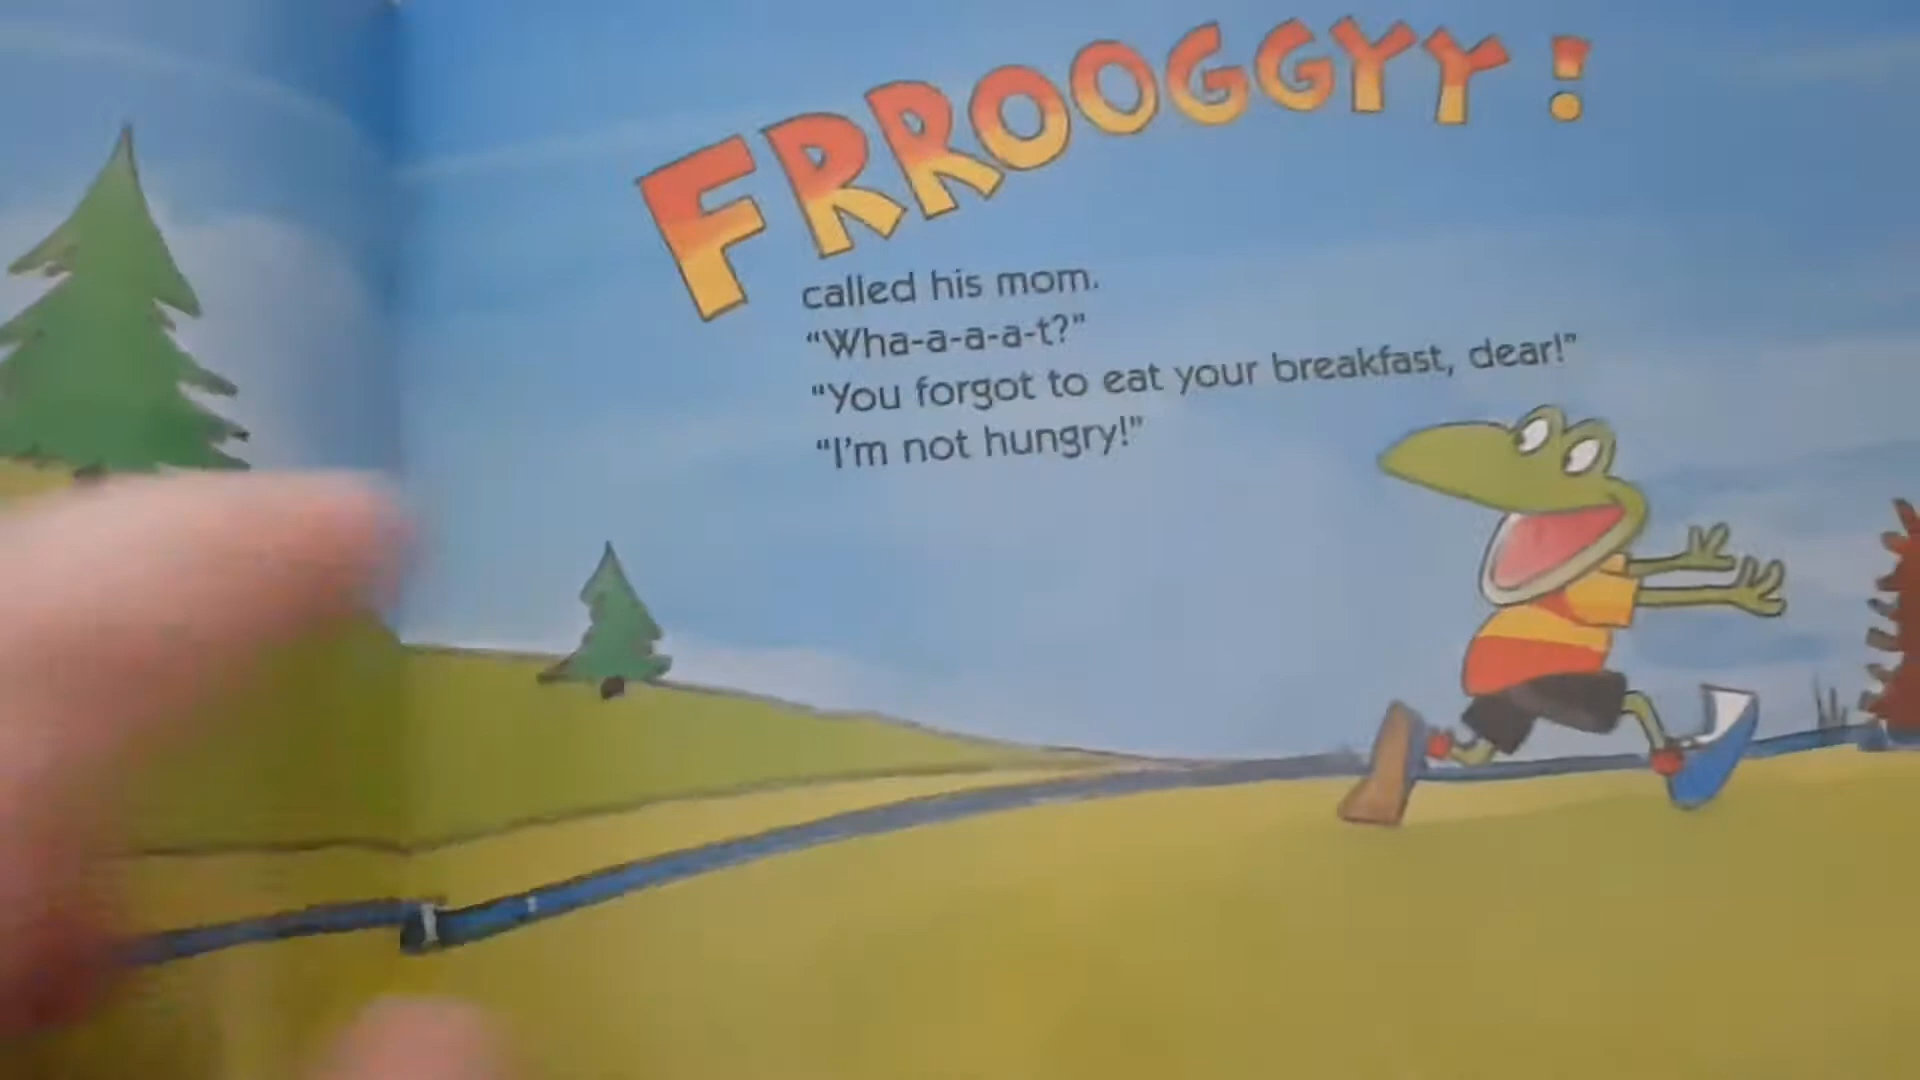 FRROOGGYY!
called his mom.
“Wha-a-a-a-t?”
“You forgot to eat your breakfast, dear!”
“I'm not hungry!”